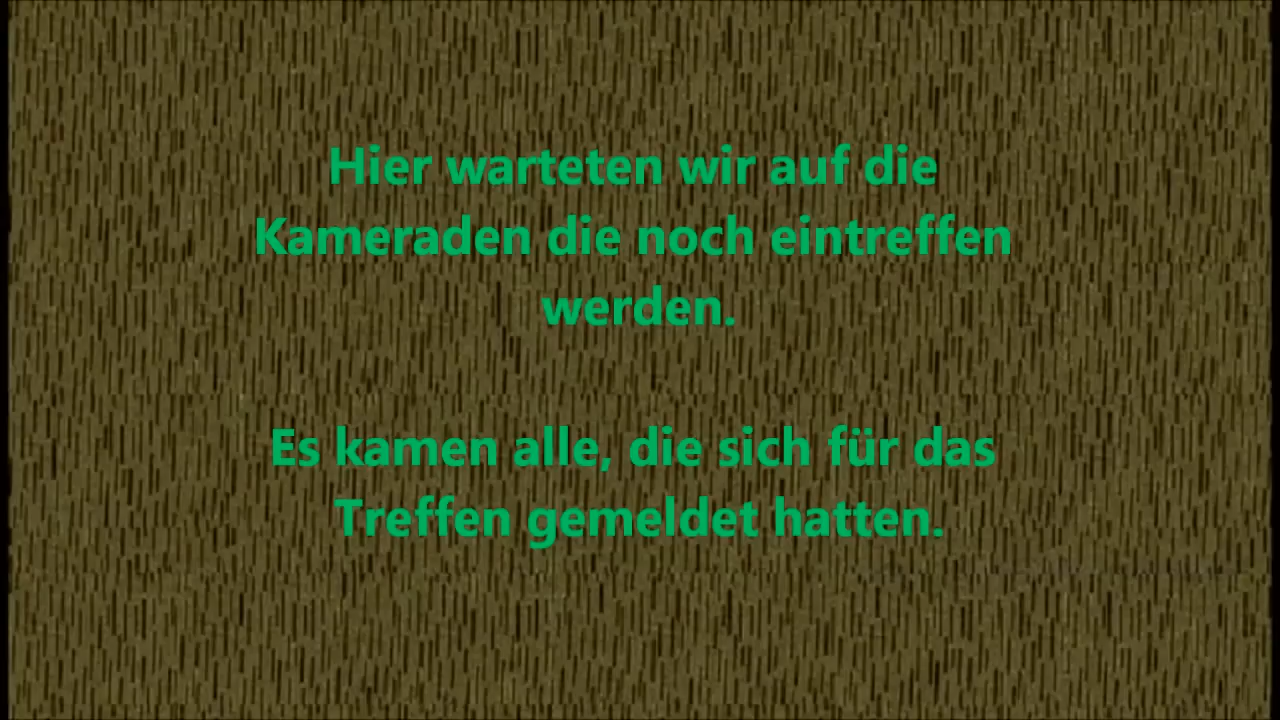 Hier warteten wir auf die
Kameraden die noch eintreffen
werden.
Es kamen alle, die sich für das
Treffen gemeldet hatten.